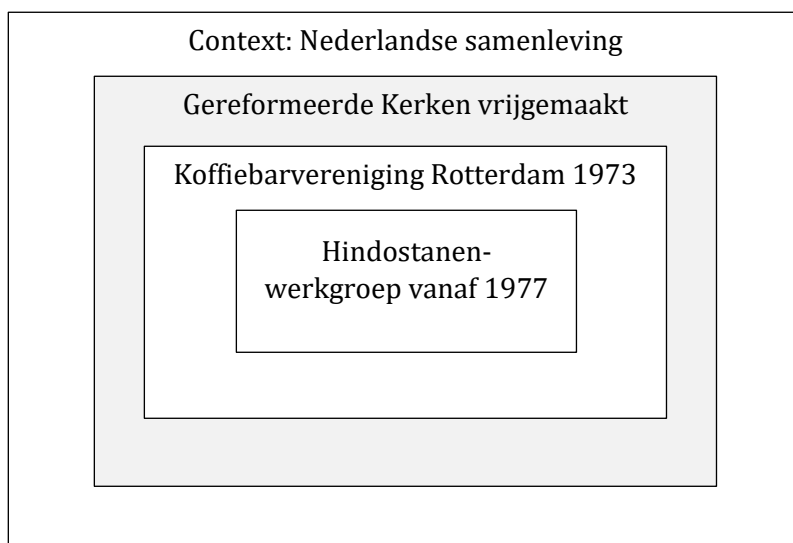 Context: Nederlandse samenleving
Gereformeerde Kerken vrijgemaakt
Koffiebarvereniging Rotterdam 1973
Hindostanen-
werkgroep vanaf 1977